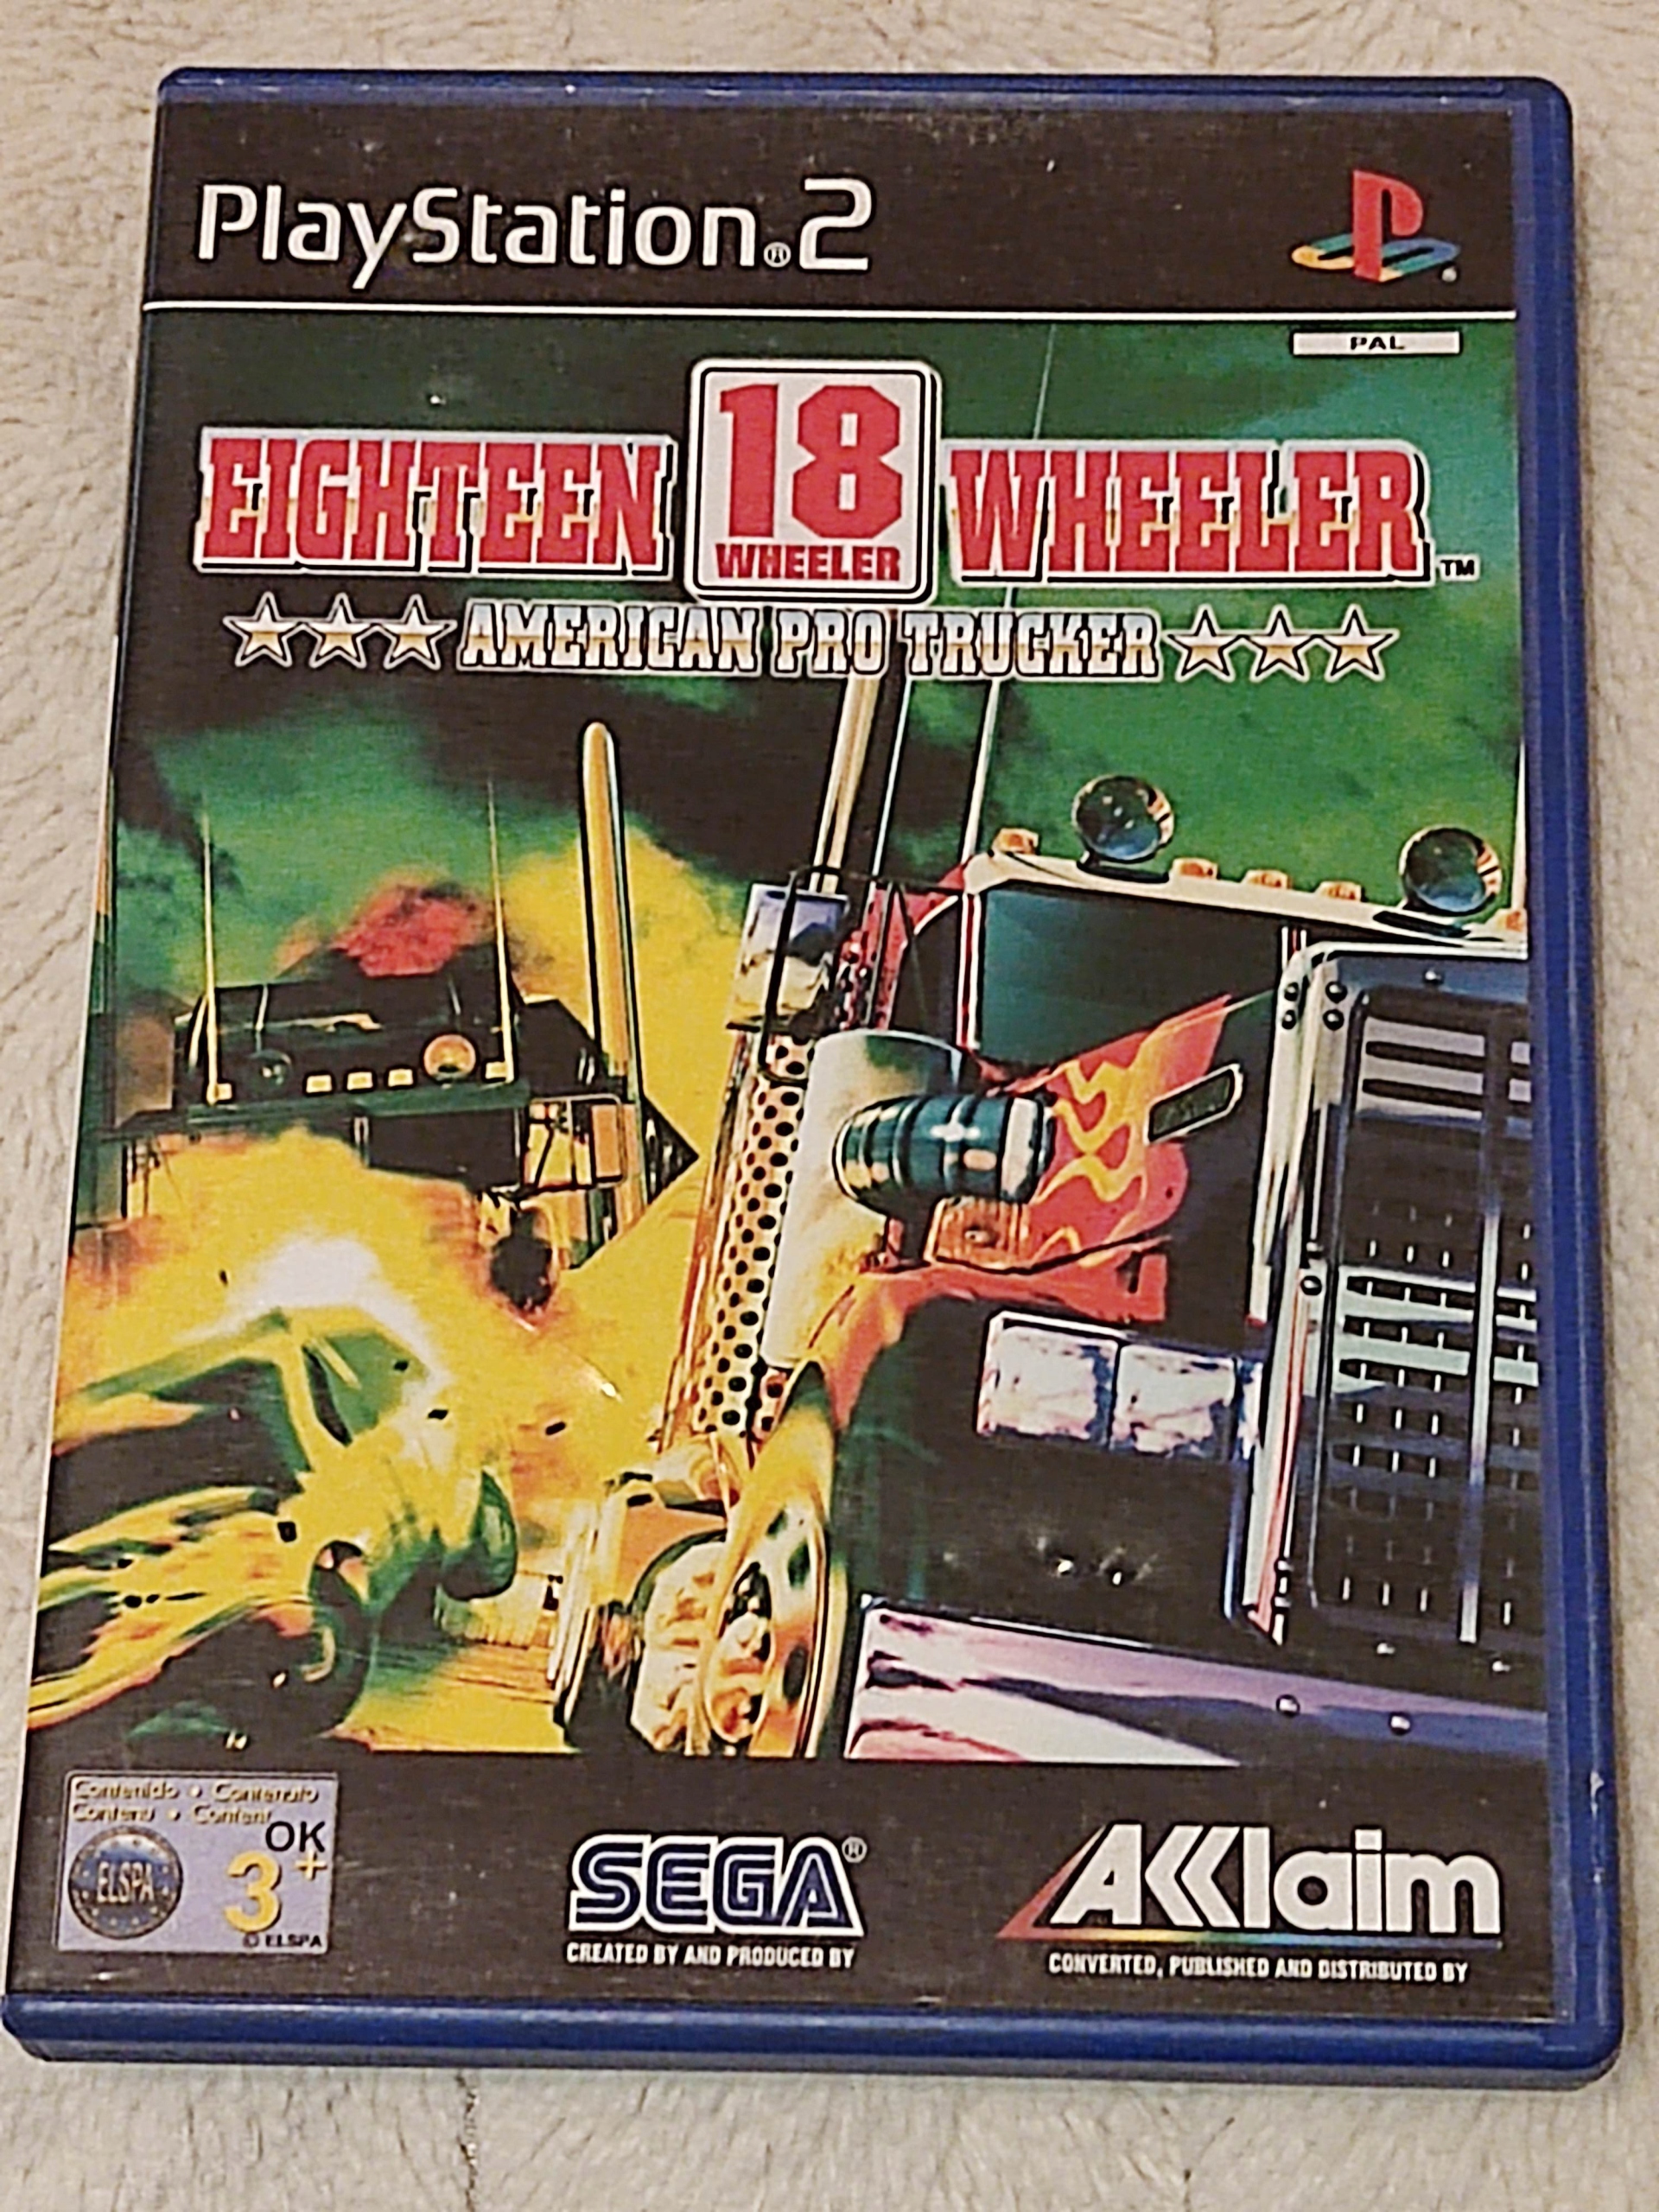 PlayStation®2
PAL
EIGHTEEN 18 WHEELER WHEELER™
AMERICAN PRO TRUCKER
Contenido • Contenuto
Contenu • Content
OK
3+
ELSPA
© ELSPA
SEGA®
CREATED BY AND PRODUCED BY
AKKlaim
CONVERTED, PUBLISHED AND DISTRIBUTED BY